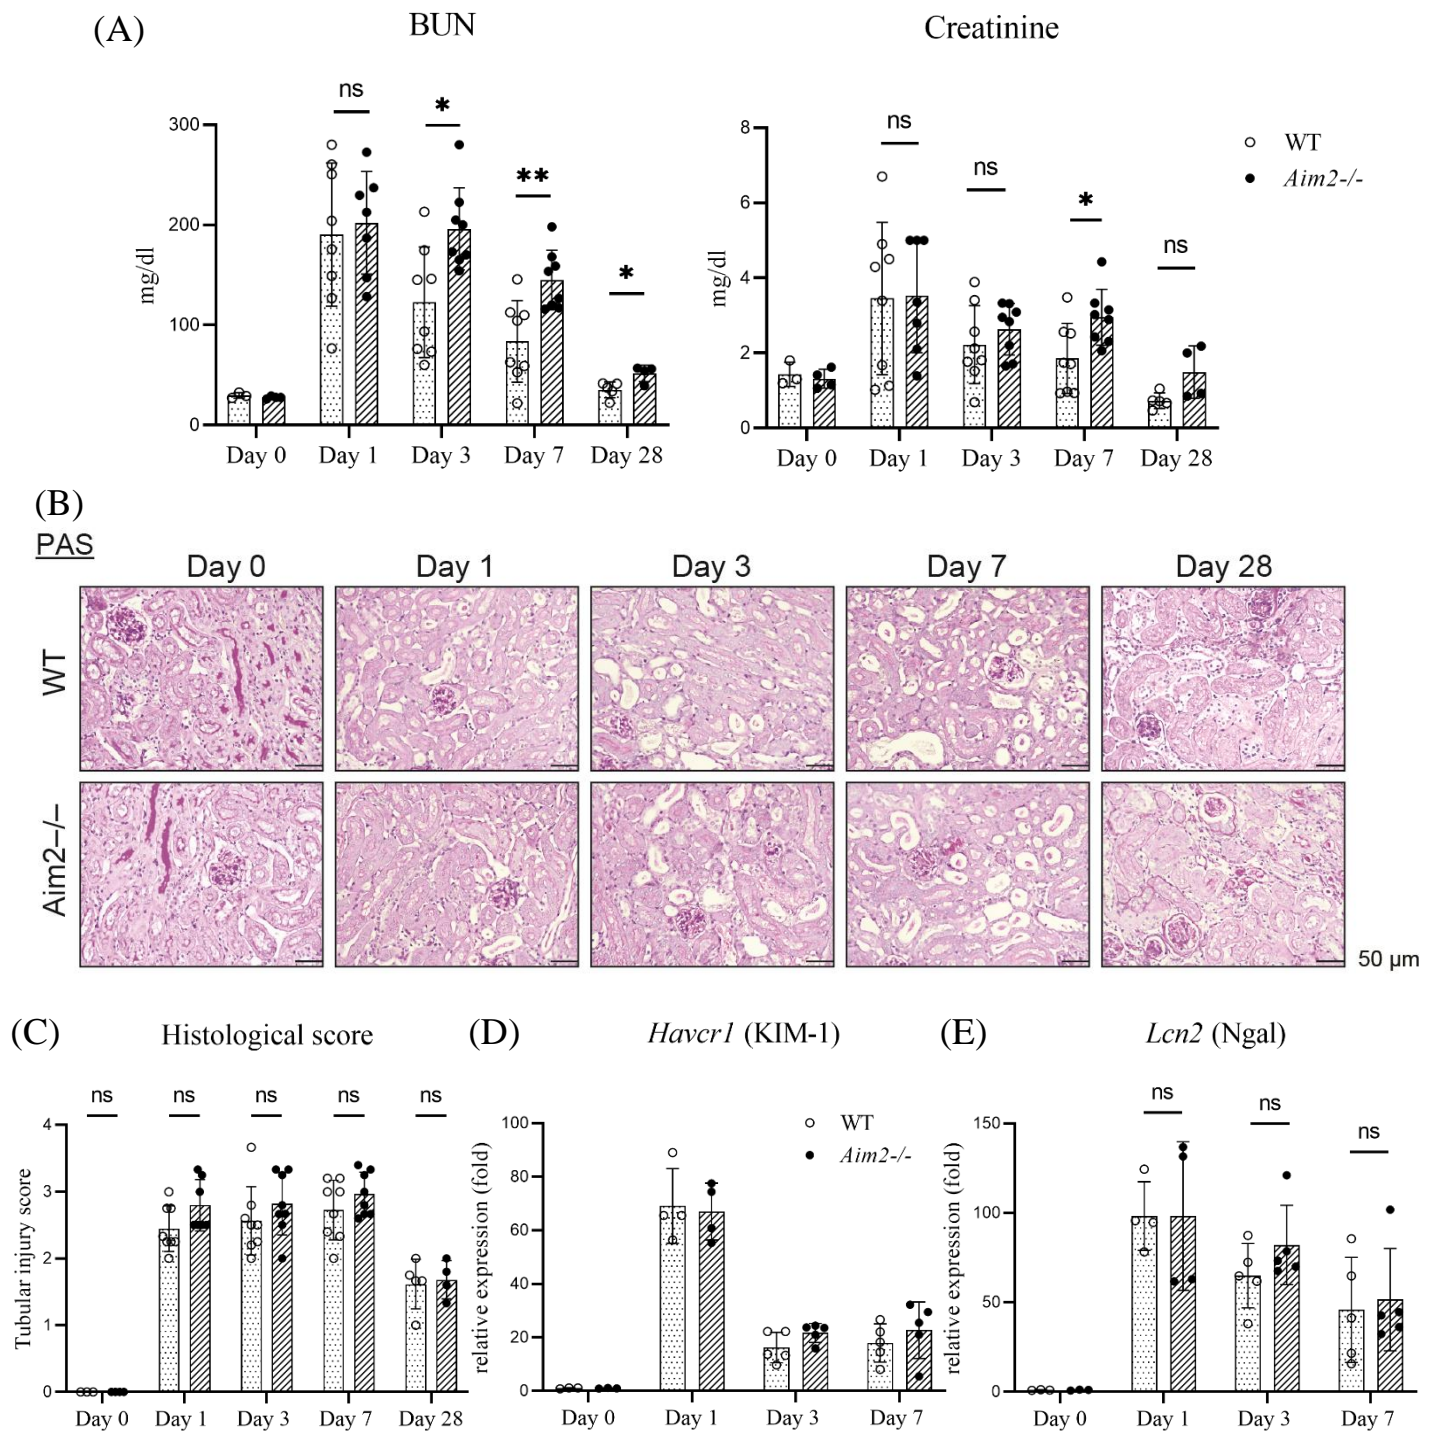 (A)
BUN
Creatinine
ns
*
**
*
300
200
100
0
mg/dl
Day 0 Day 1 Day 3 Day 7 Day 28
ns
ns
*
ns
8
6
4
2
0
mg/dl
Day 0 Day 1 Day 3 Day 7 Day 28
WT
Aim2-/-
(B)
PAS
Day 0 Day 1 Day 3 Day 7 Day 28
WT
Aim2−/−
50 µm
(C)
Histological score
ns ns ns ns ns
4
3
2
1
0
Tubular injury score
Day 0 Day 1 Day 3 Day 7 Day 28
(D)
Havcr1 (KIM-1)
WT
Aim2-/-
100
80
60
40
20
0
relative expression (fold)
Day 0 Day 1 Day 3 Day 7
(E)
Lcn2 (Ngal)
ns
ns
ns
150
100
50
0
relative expression (fold)
Day 0 Day 1 Day 3 Day 7